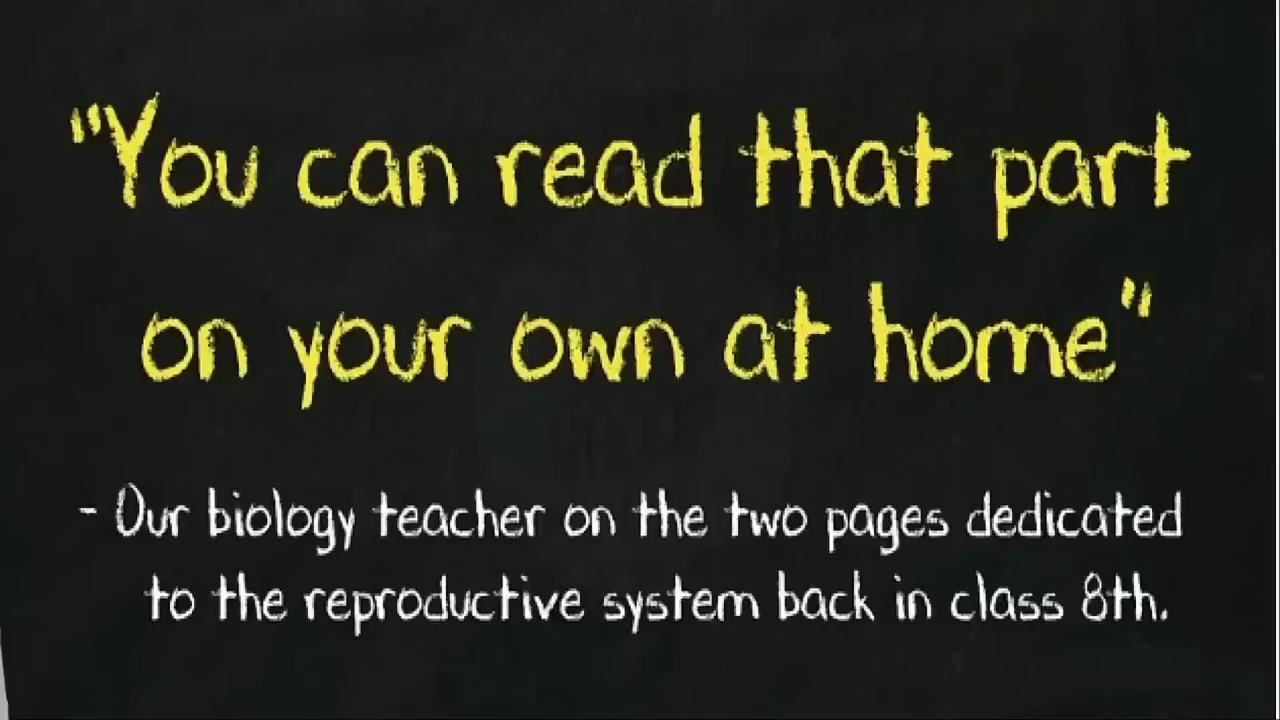 "You can read that part
on your own at home"
- Our biology teacher on the two pages dedicated
to the reproductive system back in class 8th.